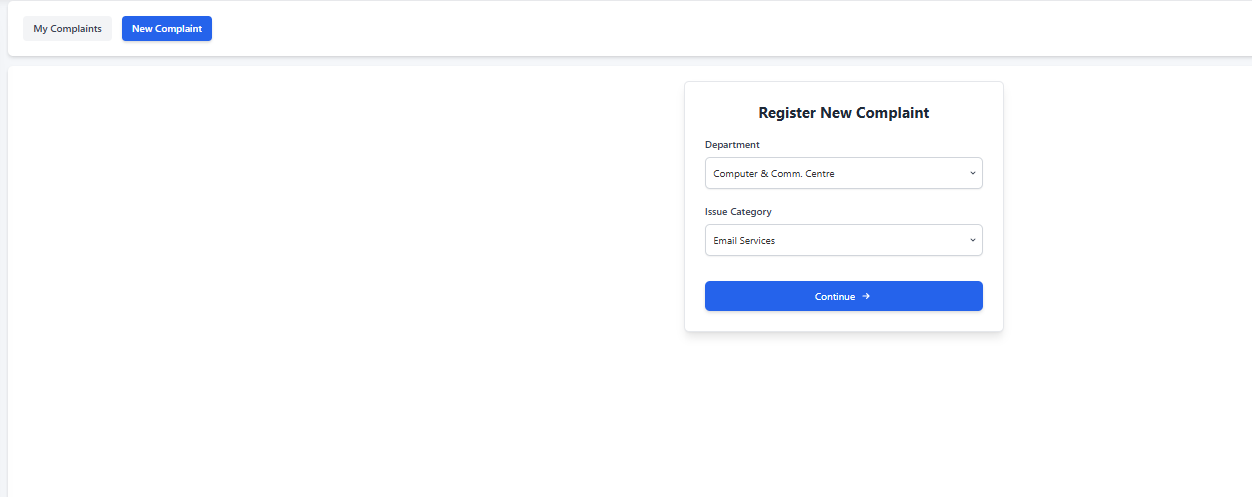 My Complaints New Complaint
Register New Complaint
Department
Computer & Comm. Centre
Issue Category
Email Services
Continue →